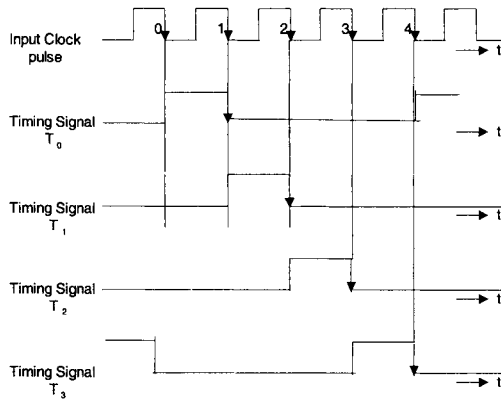 0 1 2 3 4
Input Clock
pulse
t
Timing Signal
T0
t
Timing Signal
T1
t
Timing Signal
T2
t
Timing Signal
T3
t